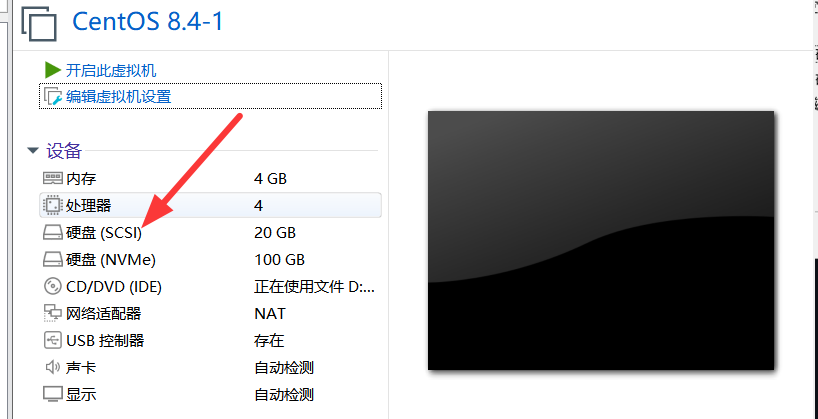 CentOS 8.4-1
开启此虚拟机
编辑虚拟机设置
设备
内存 4 GB
处理器 4
硬盘 (SCSI) 20 GB
硬盘 (NVMe) 100 GB
CD/DVD (IDE) 正在使用文件 D:...
网络适配器 NAT
USB 控制器 存在
声卡 自动检测
显示 自动检测